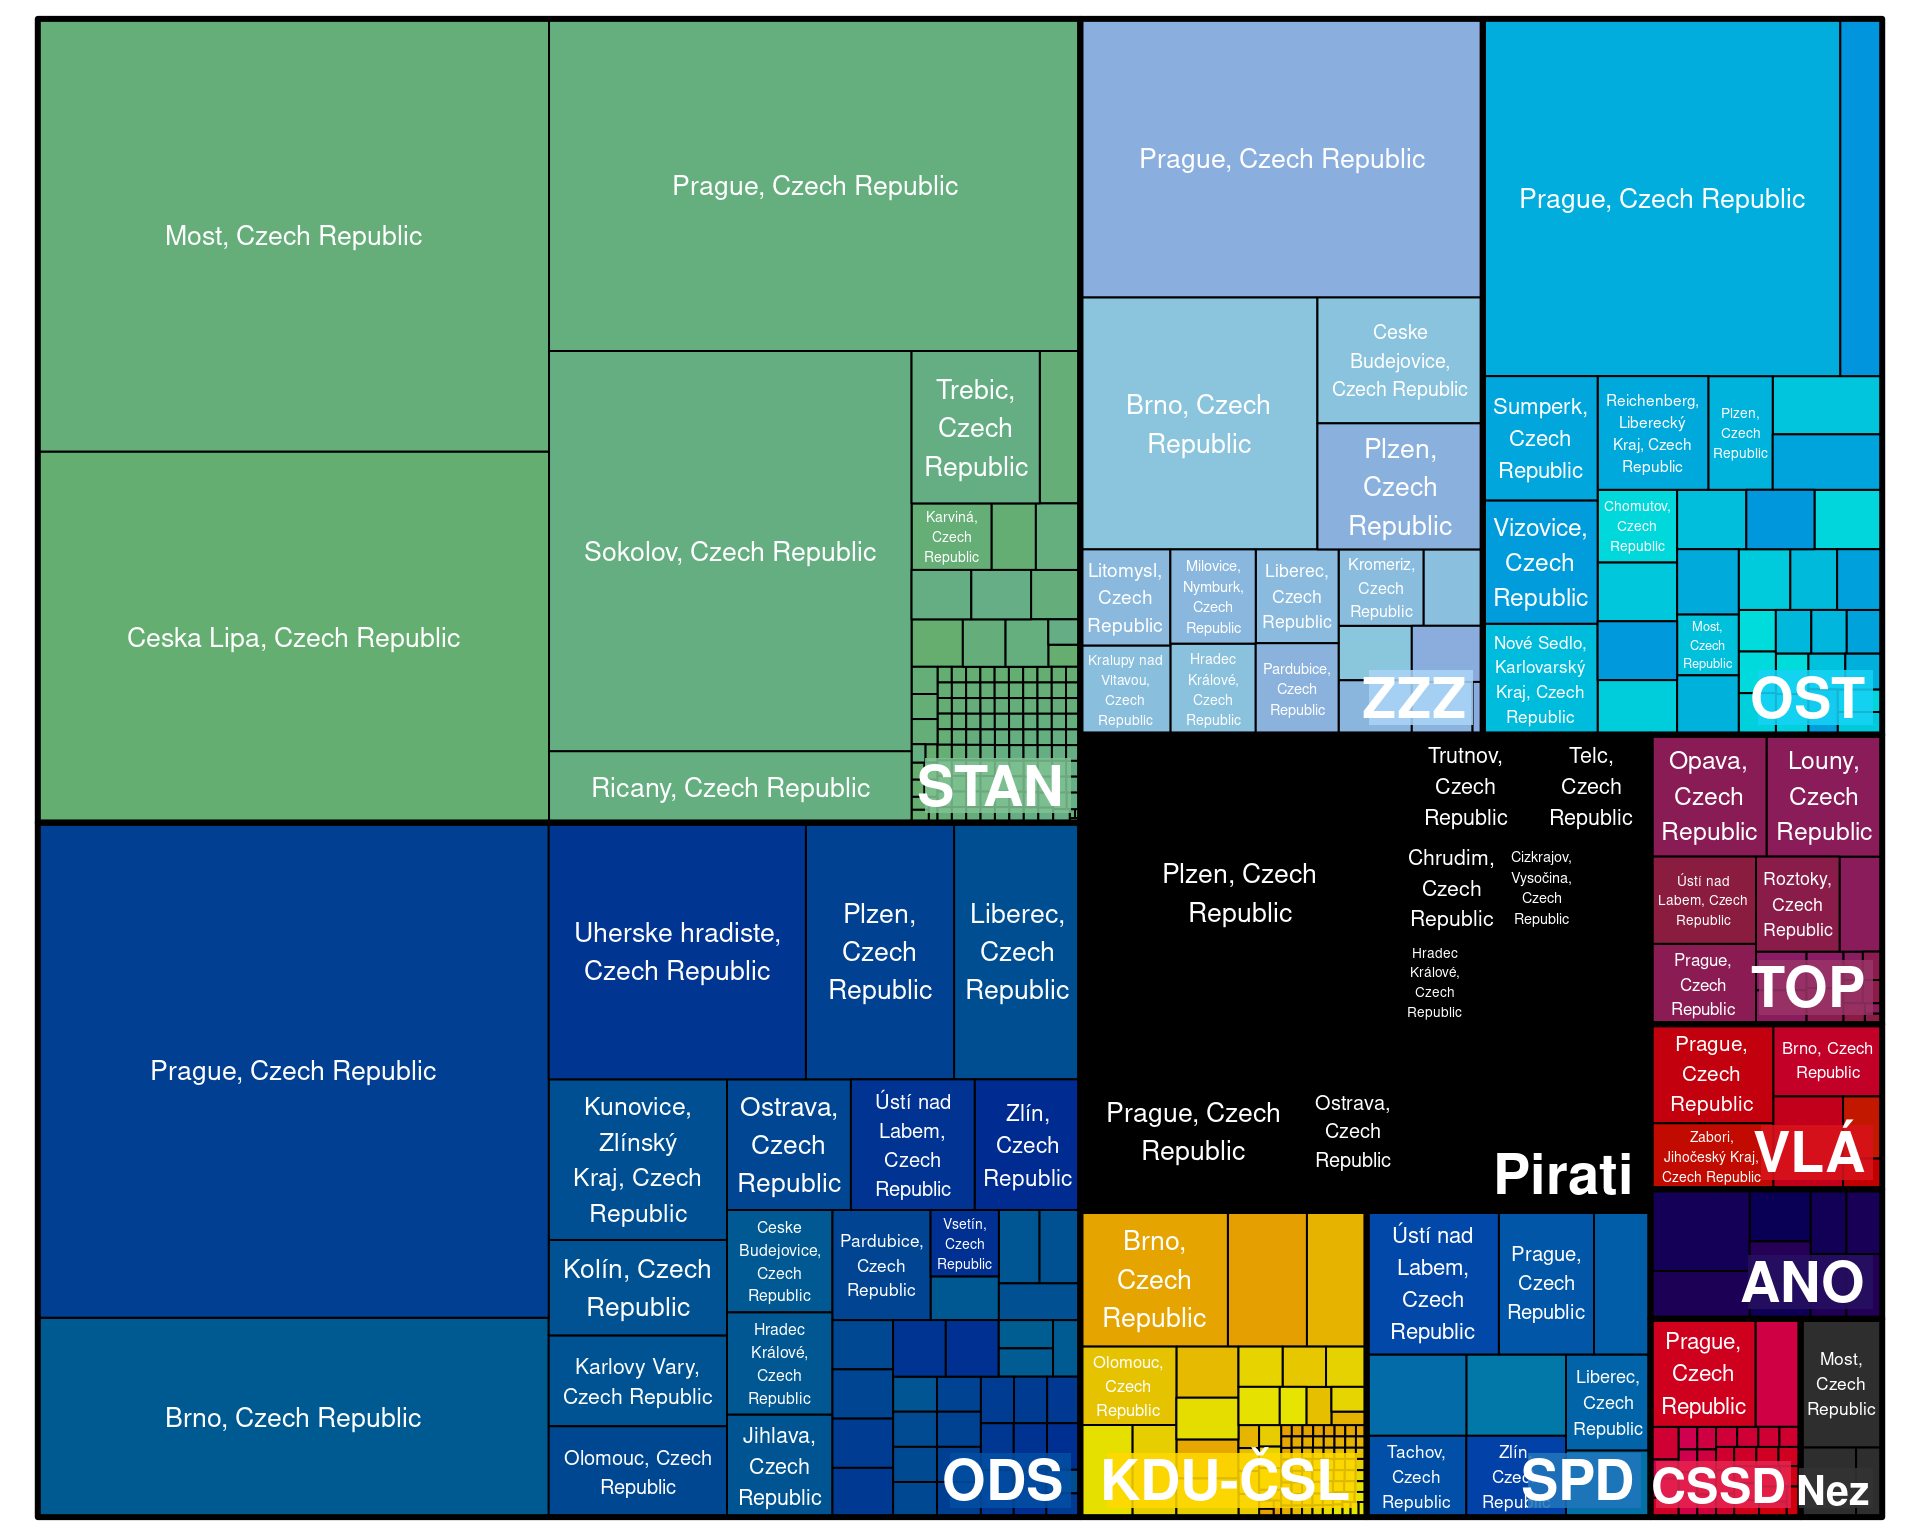 Most, Czech Republic
Prague, Czech Republic
Ceska Lipa, Czech Republic
Sokolov, Czech Republic
Trebic,
Czech
Republic
Karviná,
Czech
Republic
Ricany, Czech Republic
STAN
Prague, Czech Republic
Brno, Czech
Republic
Ceske
Budejovice,
Czech Republic
Plzen,
Czech
Republic
Litomysl,
Czech
Republic
Milovice,
Nymburk,
Czech
Republic
Liberec,
Czech
Republic
Kromeriz,
Czech
Republic
Kralupy nad
Vltavou,
Czech
Republic
Hradec
Králové,
Czech
Republic
Pardubice,
Czech
Republic
ZZZ
Prague, Czech Republic
Sumperk,
Czech
Republic
Reichenberg,
Liberecký
Kraj, Czech
Republic
Plzen,
Czech
Republic
Vizovice,
Czech
Republic
Chomutov,
Czech
Republic
Nové Sedlo,
Karlovarský
Kraj, Czech
Republic
Most,
Czech
Republic
OST
Prague, Czech Republic
Brno, Czech Republic
Uherske hradiste,
Czech Republic
Plzen,
Czech
Republic
Liberec,
Czech
Republic
Kunovice,
Zlínský
Kraj, Czech
Republic
Ostrava,
Czech
Republic
Ústí nad
Labem,
Czech
Republic
Zlín,
Czech
Republic
Kolín, Czech
Republic
Karlovy Vary,
Czech Republic
Olomouc, Czech
Republic
Ceske
Budejovice,
Czech
Republic
Pardubice,
Czech
Republic
Vsetín,
Czech
Republic
Hradec
Králové,
Czech
Republic
Jihlava,
Czech
Republic
ODS
Plzen, Czech
Republic
Trutnov,
Czech
Republic
Telc,
Czech
Republic
Chrudim,
Czech
Republic
Cizkrajov,
Vysočina,
Czech
Republic
Hradec
Králové,
Czech
Republic
Prague, Czech
Republic
Ostrava,
Czech
Republic
Pirati
Opava,
Czech
Republic
Louny,
Czech
Republic
Ústí nad
Labem, Czech
Republic
Roztoky,
Czech
Republic
Prague,
Czech
Republic
TOP
Prague,
Czech
Republic
Brno, Czech
Republic
Zabori,
Jihočeský Kraj,
Czech Republic
VLÁ
ANO
Brno,
Czech
Republic
Olomouc,
Czech
Republic
KDU-ČSL
Ústí nad
Labem,
Czech
Republic
Prague,
Czech
Republic
Liberec,
Czech
Republic
Tachov,
Czech
Republic
Zlín
Czec
Republ
SPD
Prague,
Czech
Republic
CSSD
Most,
Czech
Republic
Nez